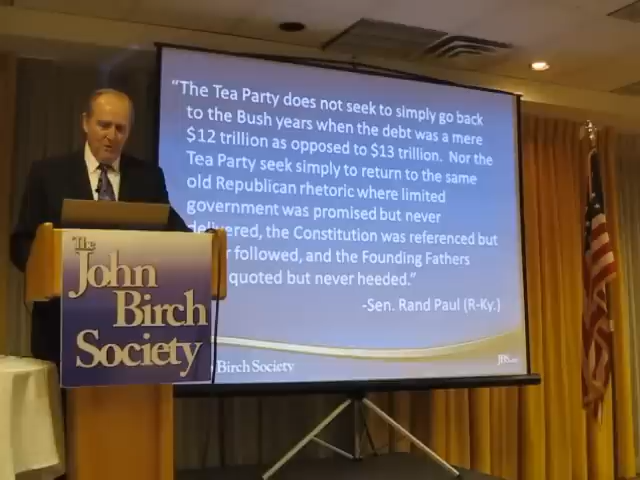 "The Tea Party does not seek to simply go back
to the Bush years when the debt was a mere
$12 trillion as opposed to $13 trillion. Nor the
Tea Party seek simply to return to the same
old Republican rhetoric where limited
government was promised but never
delivered, the Constitution was referenced but
followed, and the Founding Fathers
quoted but never heeded."
-Sen. Rand Paul (R-Ky.)
Birch Society
The
John
Birch
Society